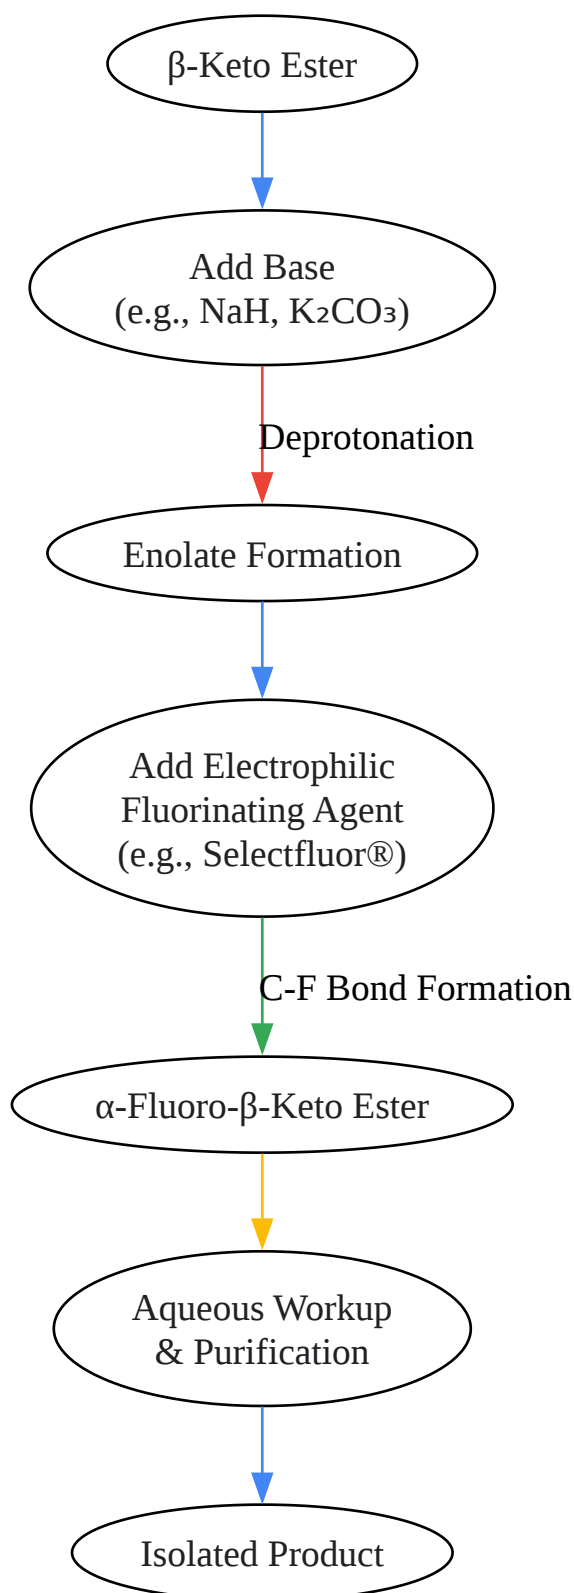 β-Keto Ester
Add Base
(e.g., NaH, K₂CO₃)
Deprotonation
Enolate Formation
Add Electrophilic
Fluorinating Agent
(e.g., Selectfluor®)
C-F Bond Formation
α-Fluoro-β-Keto Ester
Aqueous Workup
& Purification
Isolated Product